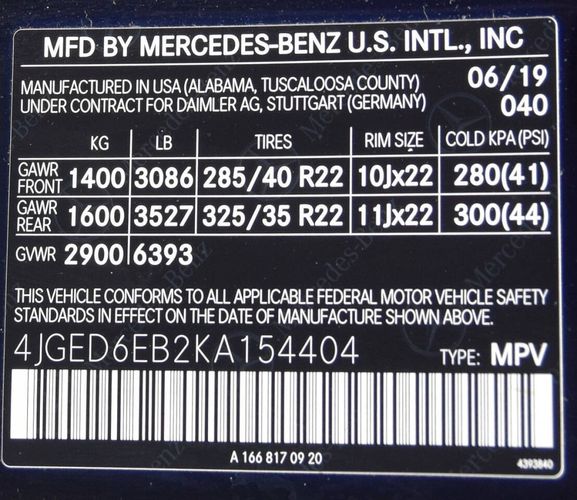 MFD BY MERCEDES-BENZ U.S. INTL., INC
MANUFACTURED IN USA (ALABAMA, TUSCALOOSA COUNTY) 06/19
UNDER CONTRACT FOR DAIMLER AG, STUTTGART (GERMANY) 040
KG LB TIRES RIM SIZE COLD KPA (PSI)
GAWR FRONT 1400 3086 285/40 R22 10Jx22 280(41)
GAWR REAR 1600 3527 325/35 R22 11Jx22 300(44)
GVWR 2900 6393
THIS VEHICLE CONFORMS TO ALL APPLICABLE FEDERAL MOTOR VEHICLE SAFETY
STANDARDS IN EFFECT ON THE DATE OF MANUFACTURE SHOWN ABOVE.
4JGED6EB2KA154404 TYPE: MPV
A 166 817 09 20
4393840